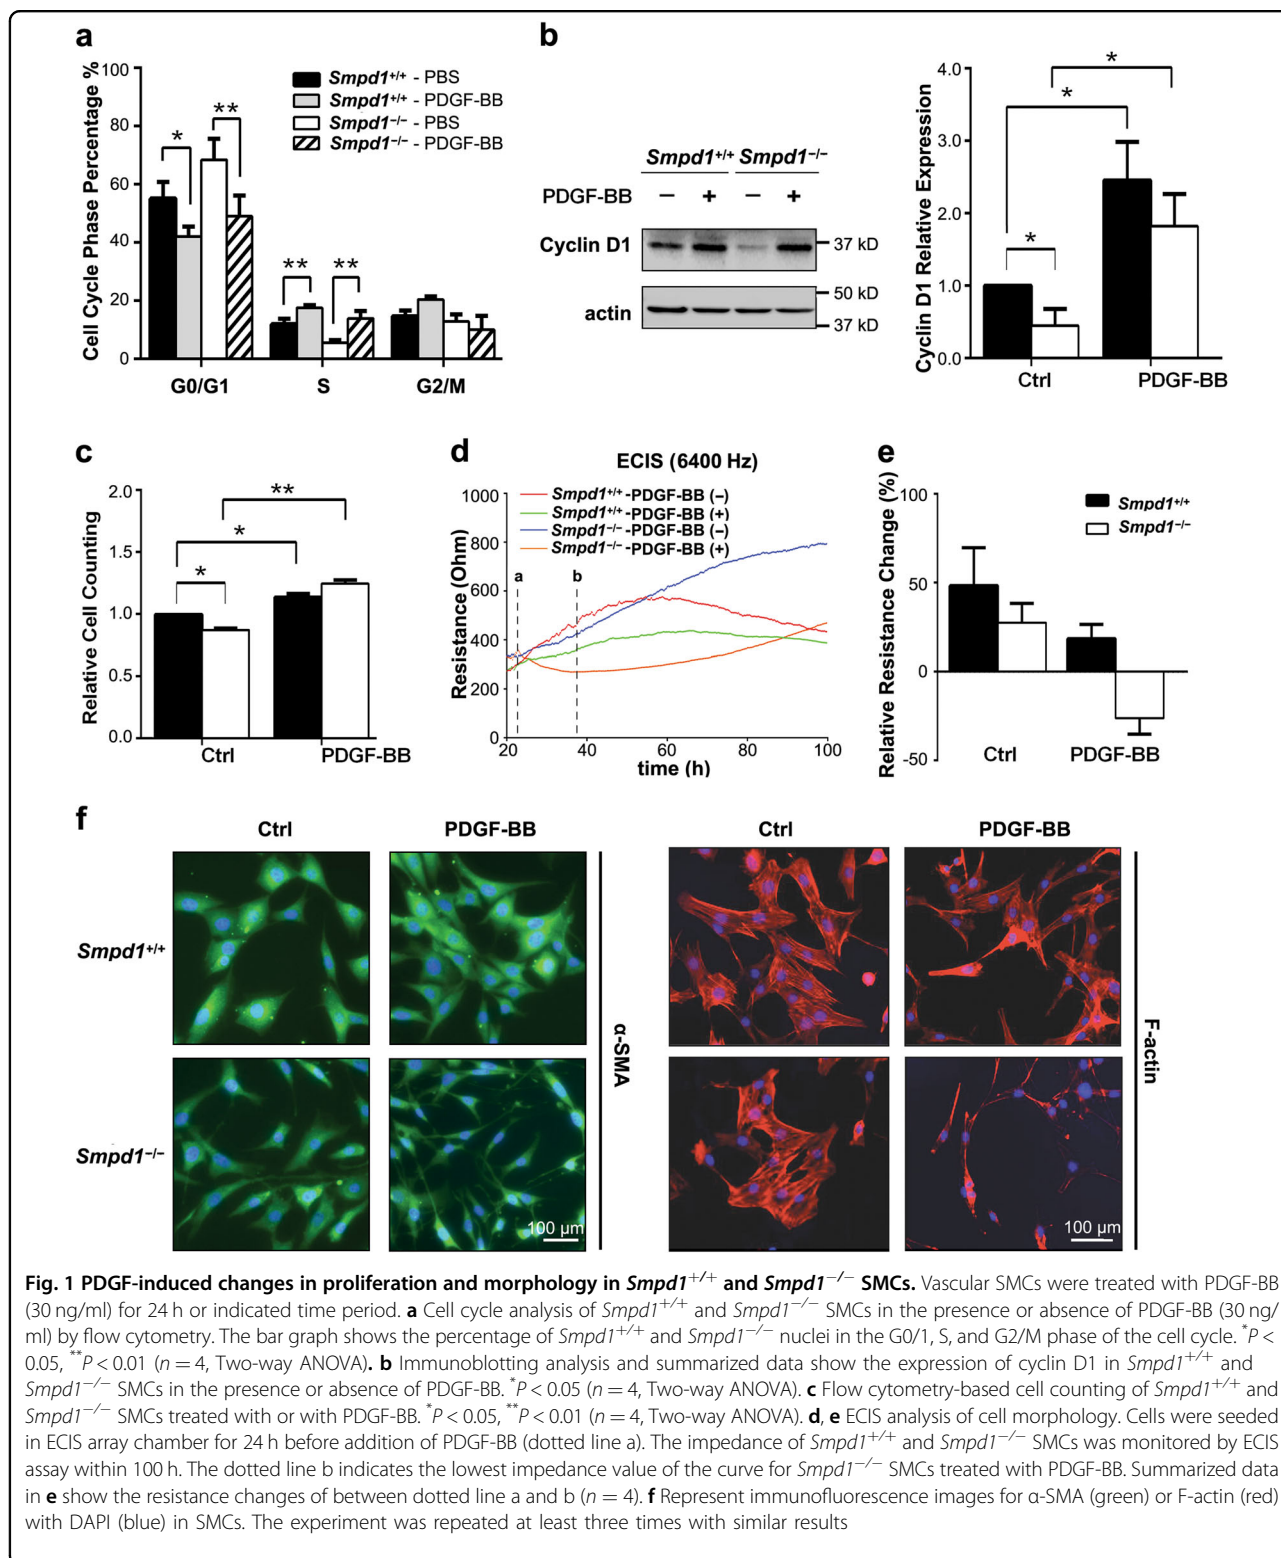 a
Cell Cycle Phase Percentage %
100
80
60
40
20
0
Smpd1+/+ - PBS
Smpd1+/+ - PDGF-BB
Smpd1−/− - PBS
Smpd1−/− - PDGF-BB
*
**
**
**
G0/G1
S
G2/M
b
Smpd1+/+ Smpd1−/−
PDGF-BB − + − +
Cyclin D1
37 kD
actin
50 kD
37 kD
Cyclin D1 Relative Expression
4.0
3.0
2.0
1.0
0.0
*
*
*
Ctrl
PDGF-BB
c
Relative Cell Counting
2.0
1.5
1.0
0.5
0.0
**
*
*
Ctrl
PDGF-BB
d
ECIS (6400 Hz)
Resistance (Ohm)
1000
800
600
400
200
0
Smpd1+/+-PDGF-BB (−)
Smpd1+/+-PDGF-BB (+)
Smpd1−/−-PDGF-BB (−)
Smpd1−/−-PDGF-BB (+)
a
b
20
40
60
80
100
time (h)
e
Relative Resistance Change (%)
100
50
0
-50
Smpd1+/+
Smpd1−/−
Ctrl
PDGF-BB
f
Ctrl
PDGF-BB
Ctrl
PDGF-BB
Smpd1+/+
Smpd1−/−
α-SMA
F-actin
100 µm
100 µm
Fig. 1 PDGF-induced changes in proliferation and morphology in Smpd1+/+ and Smpd1−/− SMCs. Vascular SMCs were treated with PDGF-BB
(30 ng/ml) for 24 h or indicated time period. a Cell cycle analysis of Smpd1+/+ and Smpd1−/− SMCs in the presence or absence of PDGF-BB (30 ng/
ml) by flow cytometry. The bar graph shows the percentage of Smpd1+/+ and Smpd1−/− nuclei in the G0/1, S, and G2/M phase of the cell cycle. *P <
0.05, **P < 0.01 (n = 4, Two-way ANOVA). b Immunoblotting analysis and summarized data show the expression of cyclin D1 in Smpd1+/+ and
Smpd1−/− SMCs in the presence or absence of PDGF-BB. *P < 0.05 (n = 4, Two-way ANOVA). c Flow cytometry-based cell counting of Smpd1+/+ and
Smpd1−/− SMCs treated with or with PDGF-BB. *P < 0.05, **P < 0.01 (n = 4, Two-way ANOVA). d, e ECIS analysis of cell morphology. Cells were seeded
in ECIS array chamber for 24 h before addition of PDGF-BB (dotted line a). The impedance of Smpd1+/+ and Smpd1−/− SMCs was monitored by ECIS
assay within 100 h. The dotted line b indicates the lowest impedance value of the curve for Smpd1−/− SMCs treated with PDGF-BB. Summarized data
in e show the resistance changes of between dotted line a and b (n = 4). f Represent immunofluorescence images for α-SMA (green) or F-actin (red)
with DAPI (blue) in SMCs. The experiment was repeated at least three times with similar results